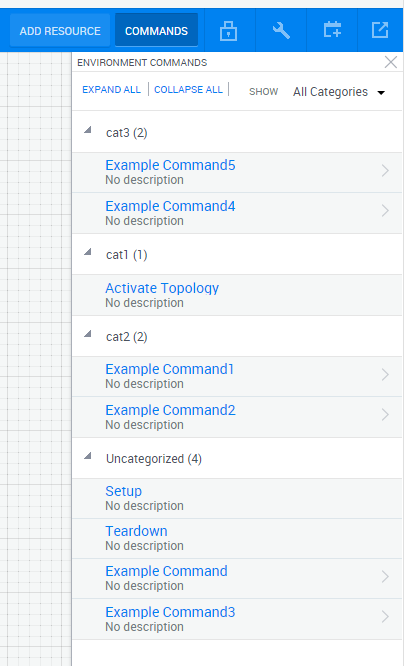 ADD RESOURCE COMMANDS
ENVIRONMENT COMMANDS
EXPAND ALL COLLAPSE ALL SHOW All Categories
cat3 (2)
Example Command5
No description
Example Command4
No description
cat1 (1)
Activate Topology
No description
cat2 (2)
Example Command1
No description
Example Command2
No description
Uncategorized (4)
Setup
No description
Teardown
No description
Example Command
No description
Example Command3
No description